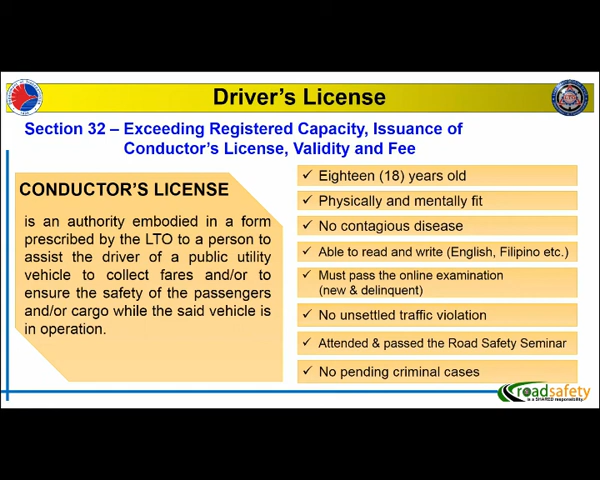 Driver's License
Section 32 – Exceeding Registered Capacity, Issuance of
Conductor's License, Validity and Fee
CONDUCTOR'S LICENSE
is an authority embodied in a form
prescribed by the LTO to a person to
assist the driver of a public utility
vehicle to collect fares and/or to
ensure the safety of the passengers
and/or cargo while the said vehicle is
in operation.
✓ Eighteen (18) years old
✓ Physically and mentally fit
✓ No contagious disease
✓ Able to read and write (English, Filipino etc.)
✓ Must pass the online examination
(new & delinquent)
✓ No unsettled traffic violation
✓ Attended & passed the Road Safety Seminar
✓ No pending criminal cases
roadsafety
is a SHARED responsibility